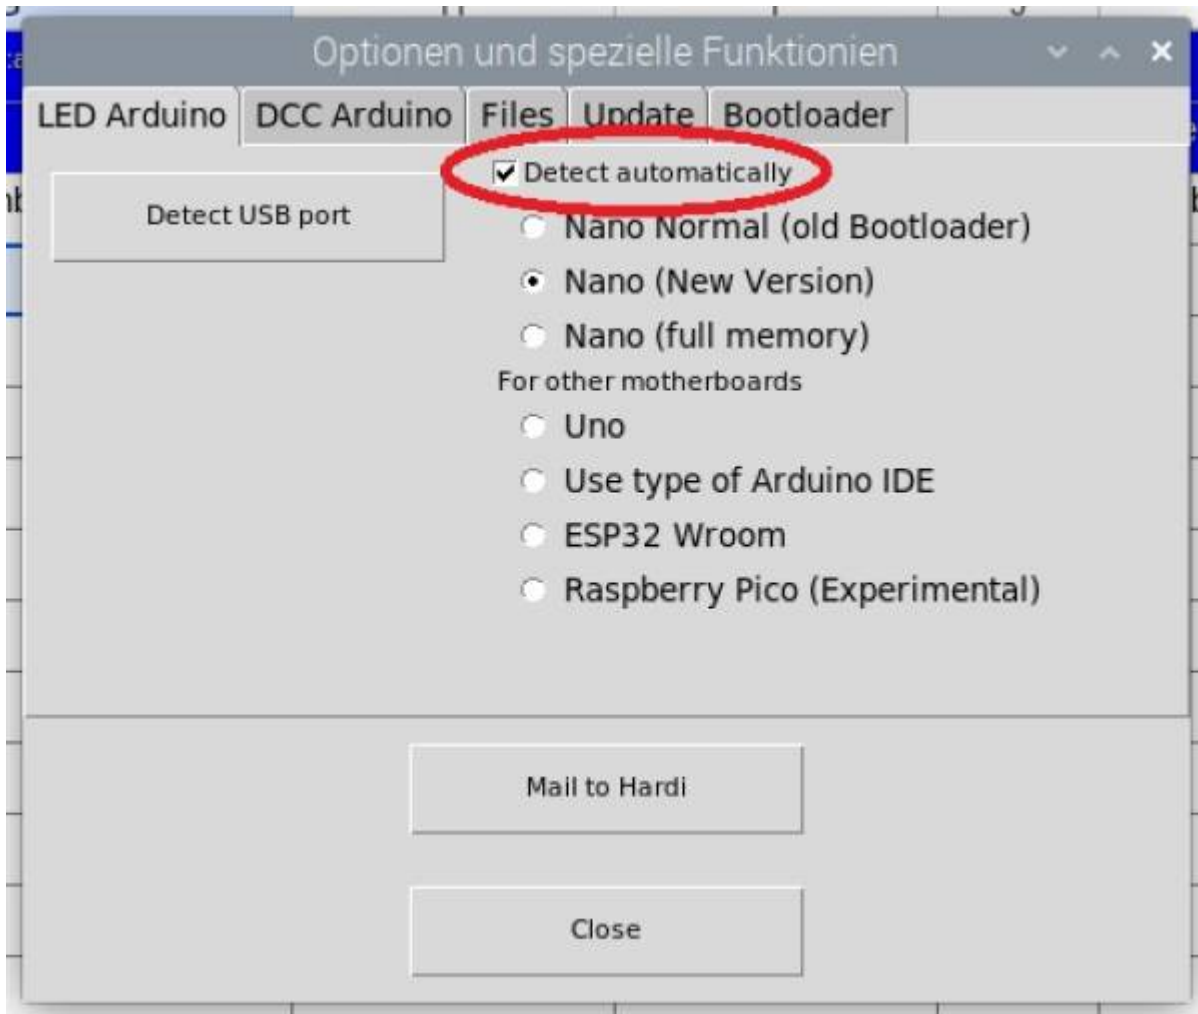 Optionen und spezielle Funktionien
LED Arduino DCC Arduino Files Update Bootloader
Detect automatically
Detect USB port
Nano Normal (old Bootloader)
Nano (New Version)
Nano (full memory)
For other motherboards
Uno
Use type of Arduino IDE
ESP32 Wroom
Raspberry Pico (Experimental)
Mail to Hardi
Close